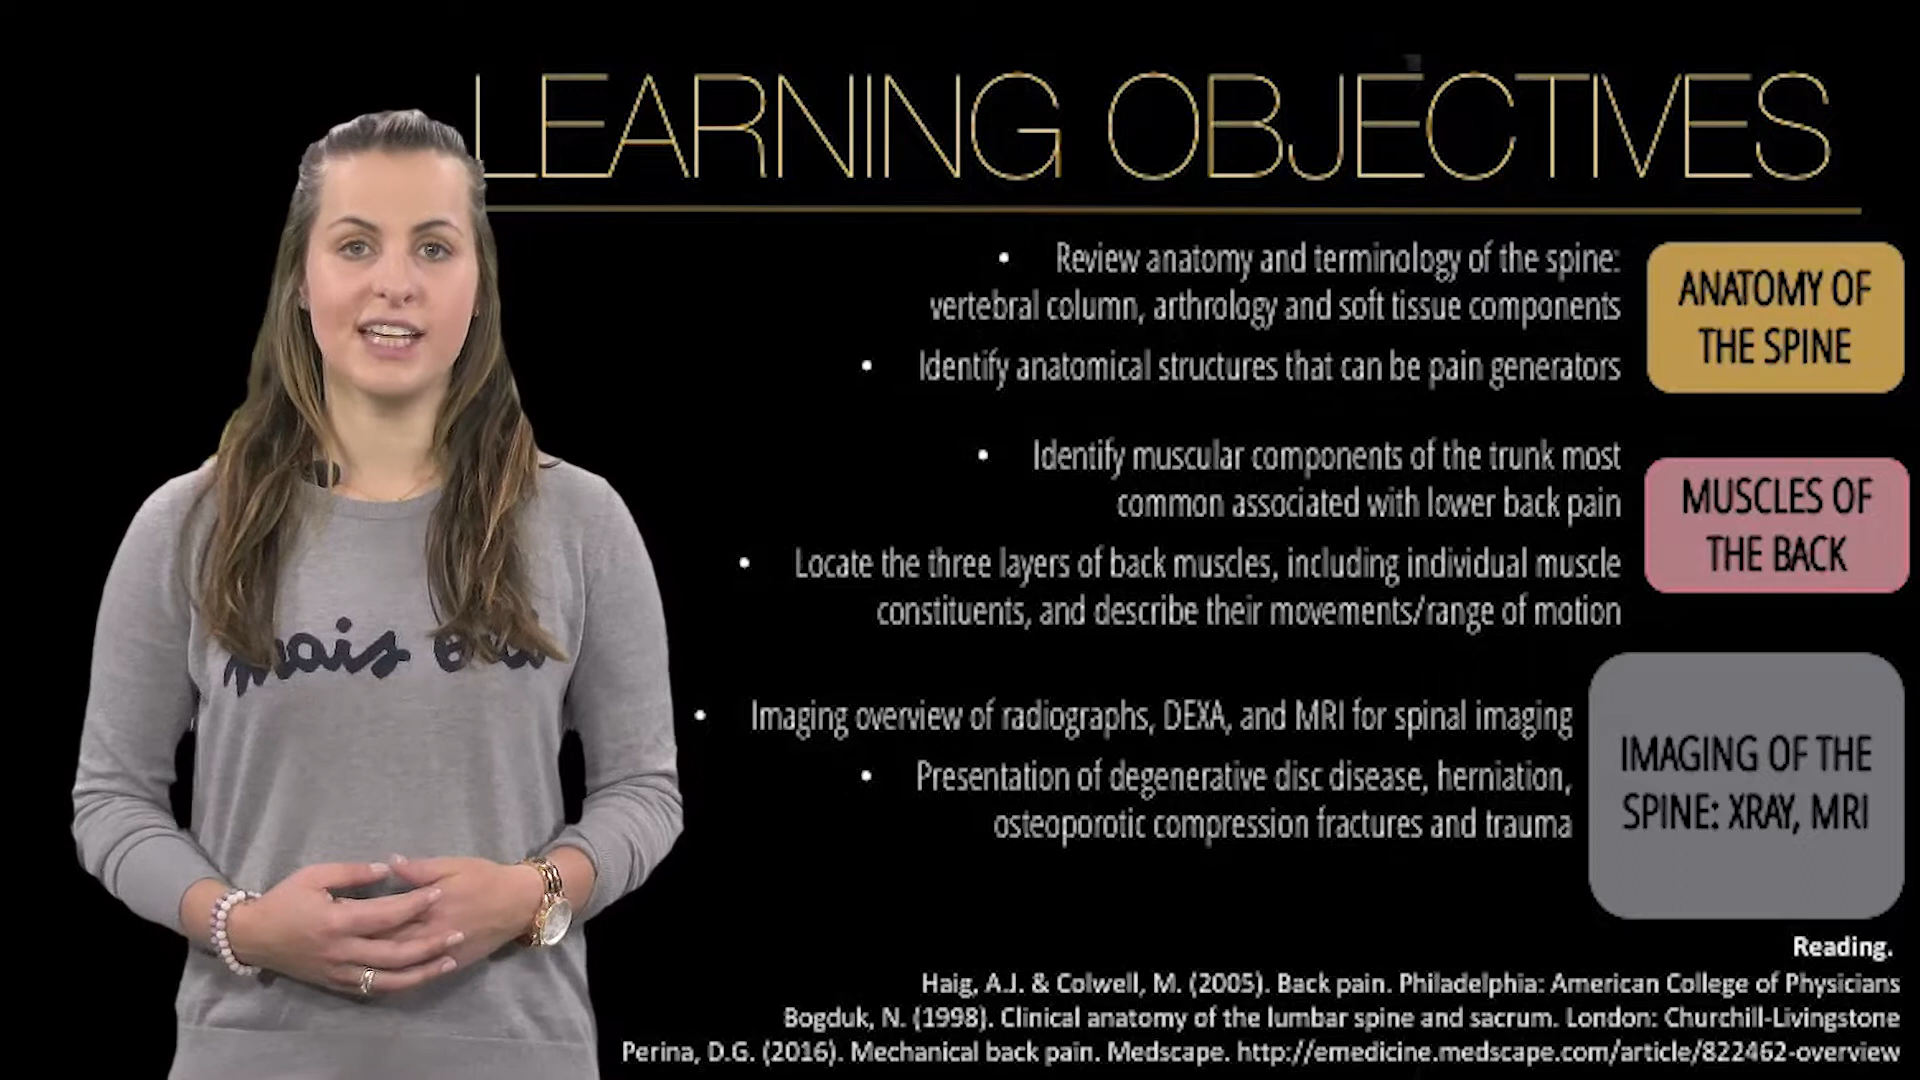 LEARNING OBJECTIVES
• Review anatomy and terminology of the spine:
vertebral column, arthrology and soft tissue components
• Identify anatomical structures that can be pain generators
ANATOMY OF
THE SPINE
• Identify muscular components of the trunk most
common associated with lower back pain
• Locate the three layers of back muscles, including individual muscle
constituents, and describe their movements/range of motion
MUSCLES OF
THE BACK
• Imaging overview of radiographs, DEXA, and MRI for spinal imaging
• Presentation of degenerative disc disease, herniation,
osteoporotic compression fractures and trauma
IMAGING OF THE
SPINE: XRAY, MRI
Reading.
Haig, A.J. & Colwell, M. (2005). Back pain. Philadelphia: American College of Physicians
Bogduk, N. (1998). Clinical anatomy of the lumbar spine and sacrum. London: Churchill-Livingstone
Perina, D.G. (2016). Mechanical back pain. Medscape. http://emedicine.medscape.com/article/822462-overview
mais